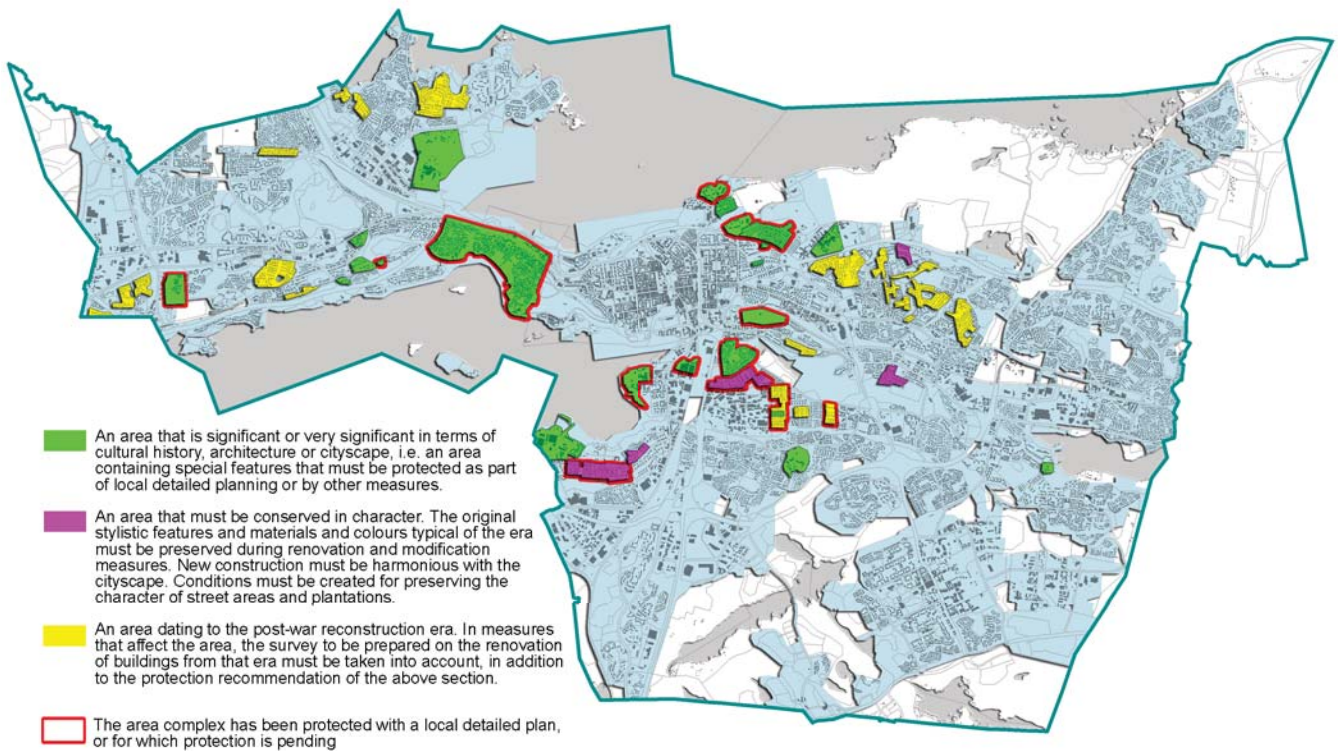 An area that is significant or very significant in terms of
cultural history, architecture or cityscape, i.e. an area
containing special features that must be protected as part
of local detailed planning or by other measures.
An area that must be conserved in character. The original
stylistic features and materials and colours typical of the era
must be preserved during renovation and modification
measures. New construction must be harmonious with the
cityscape. Conditions must be created for preserving the
character of street areas and plantations.
An area dating to the post-war reconstruction era. In measures
that affect the area, the survey to be prepared on the renovation
of buildings from that era must be taken into account, in addition
to the protection recommendation of the above section.
The area complex has been protected with a local detailed plan,
or for which protection is pending